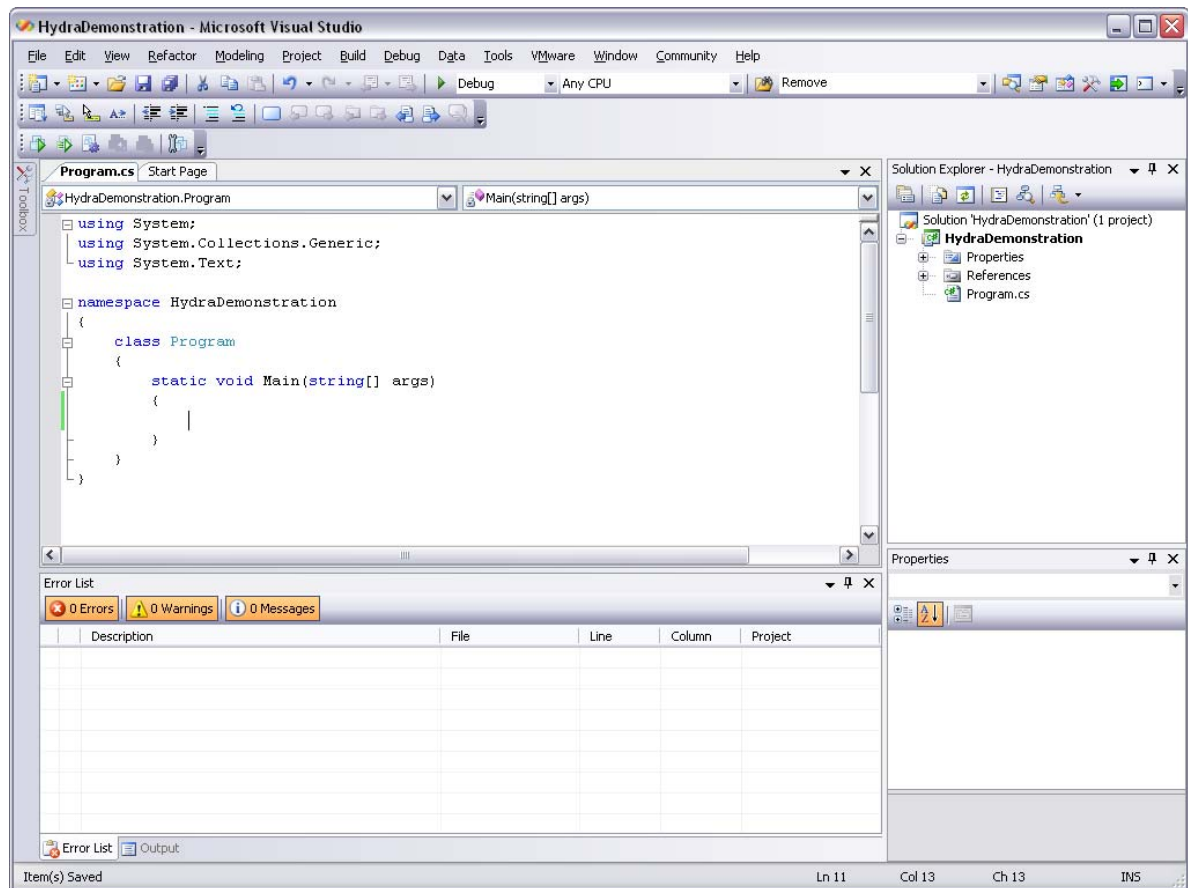 HydraDemonstration - Microsoft Visual Studio
File Edit View Refactor Modeling Project Build Debug Data Tools VMware Window Community Help
Debug Any CPU Remove
Toolbox
Program.cs Start Page
HydraDemonstration.Program Main(string[] args)
using System;
using System.Collections.Generic;
using System.Text;
namespace HydraDemonstration
{
class Program
{
static void Main(string[] args)
{
}
}
}
Solution Explorer - HydraDemonstration
Solution 'HydraDemonstration' (1 project)
HydraDemonstration
Properties
References
Program.cs
Properties
Error List
0 Errors 0 Warnings 0 Messages
Description File Line Column Project
Error List Output
Item(s) Saved Ln 11 Col 13 Ch 13 INS